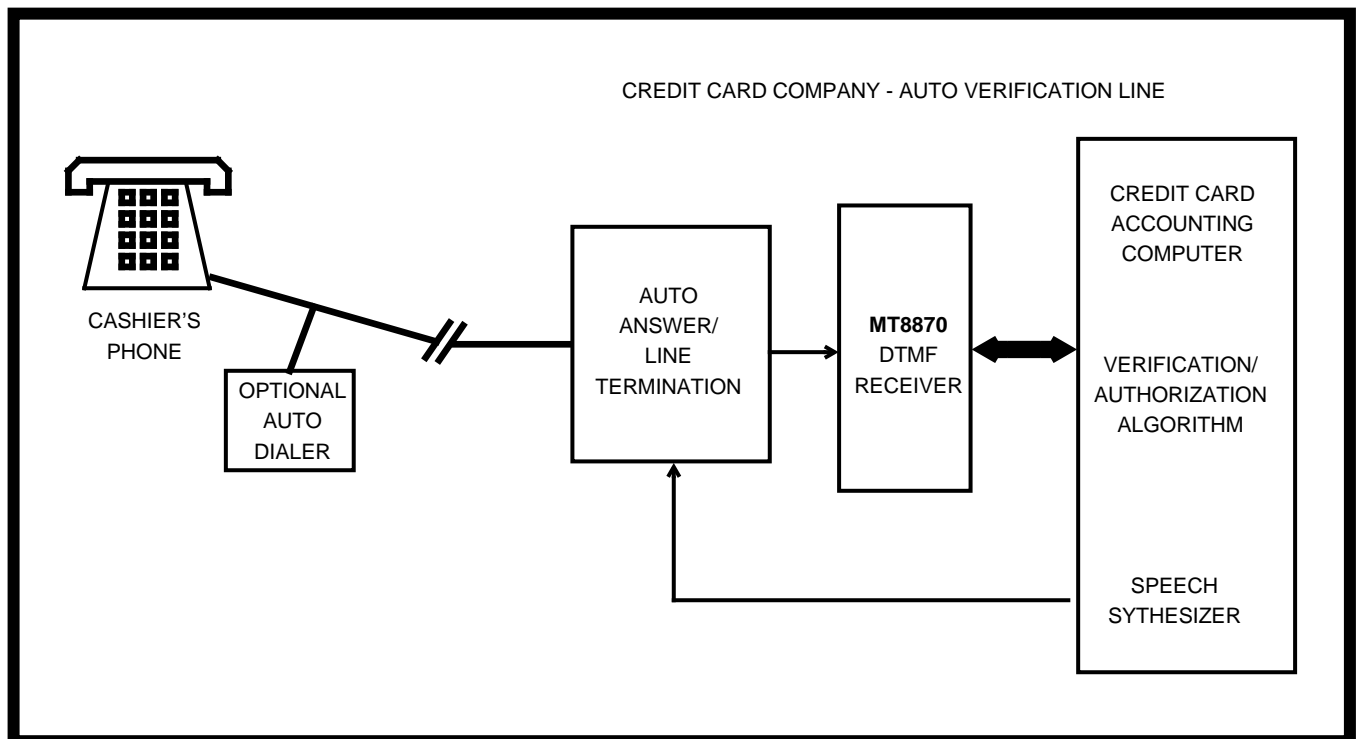 CREDIT CARD COMPANY - AUTO VERIFICATION LINE
CASHIER'S
PHONE
OPTIONAL
AUTO
DIALER
AUTO
ANSWER/
LINE
TERMINATION
MT8870
DTMF
RECEIVER
CREDIT CARD
ACCOUNTING
COMPUTER
VERIFICATION/
AUTHORIZATION
ALGORITHM
SPEECH
SYTHESIZER